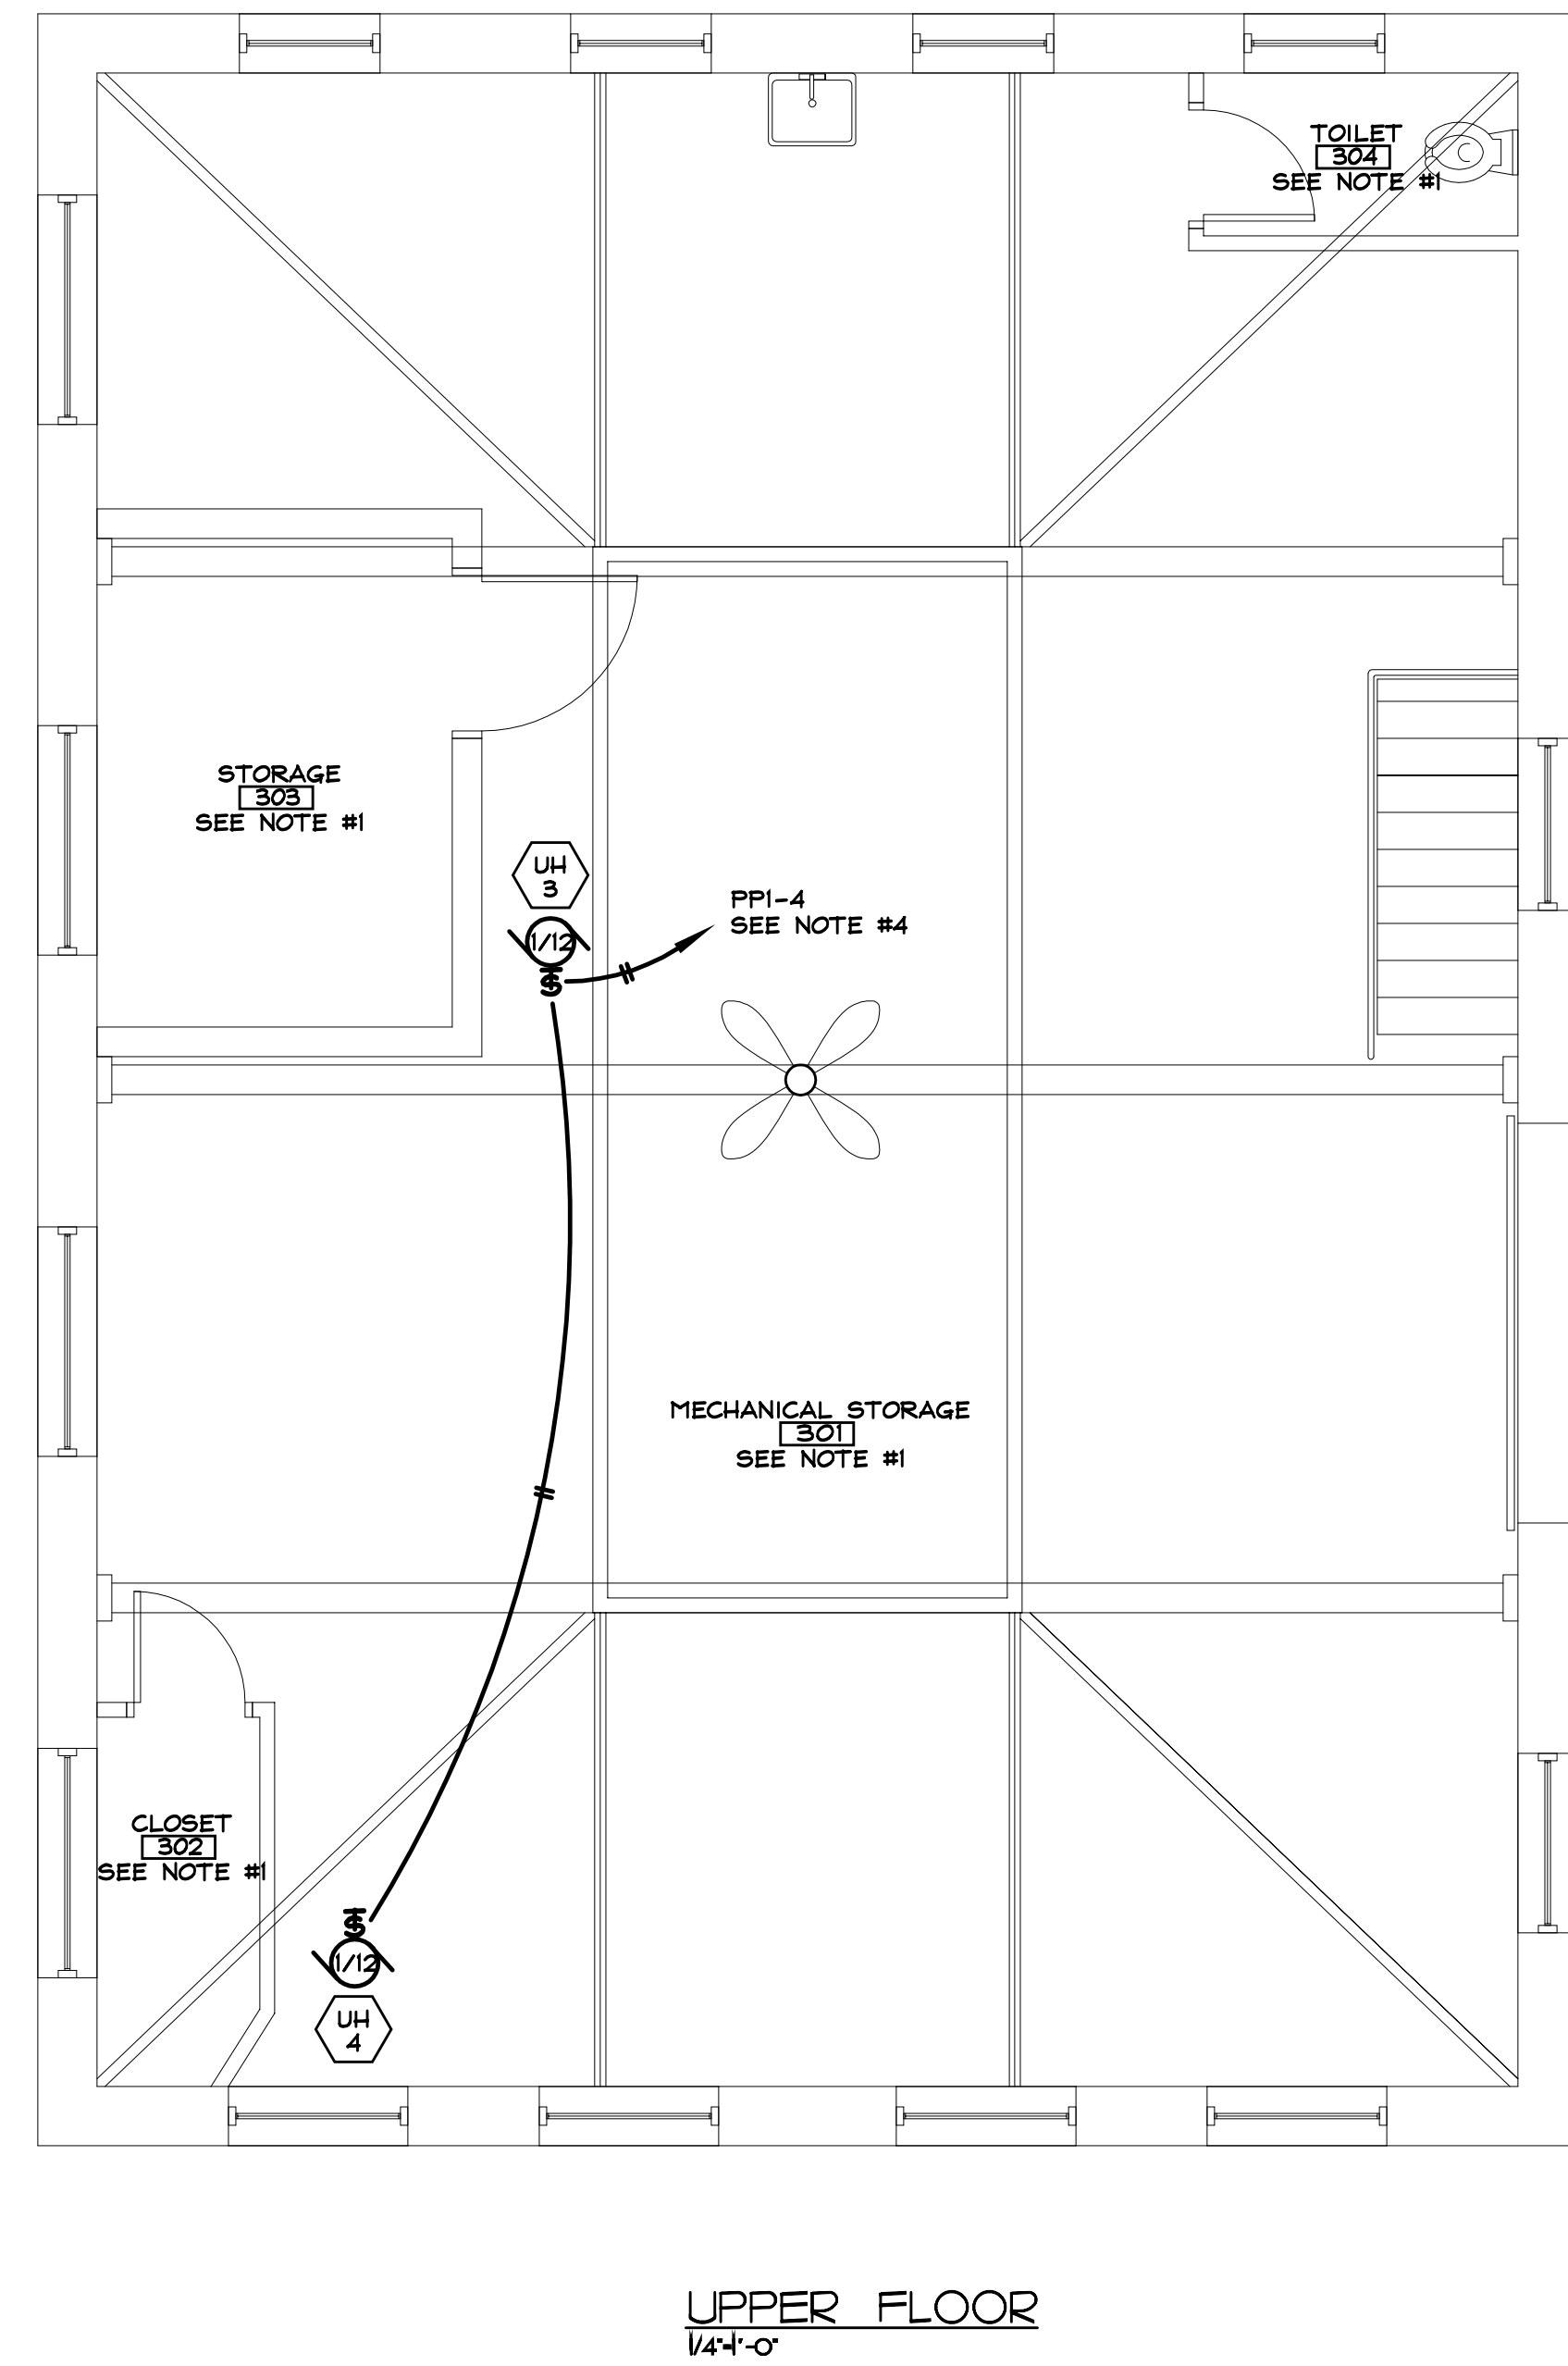 TOILET
304
SEE NOTE #1
STORAGE
303
SEE NOTE #1
UH
3
1/12
$T
PP1-4
SEE NOTE #4
MECHANICAL STORAGE
301
SEE NOTE #1
CLOSET
302
SEE NOTE #1
$T
1/12
UH
4
UPPER FLOOR
1/4"=1'-0"